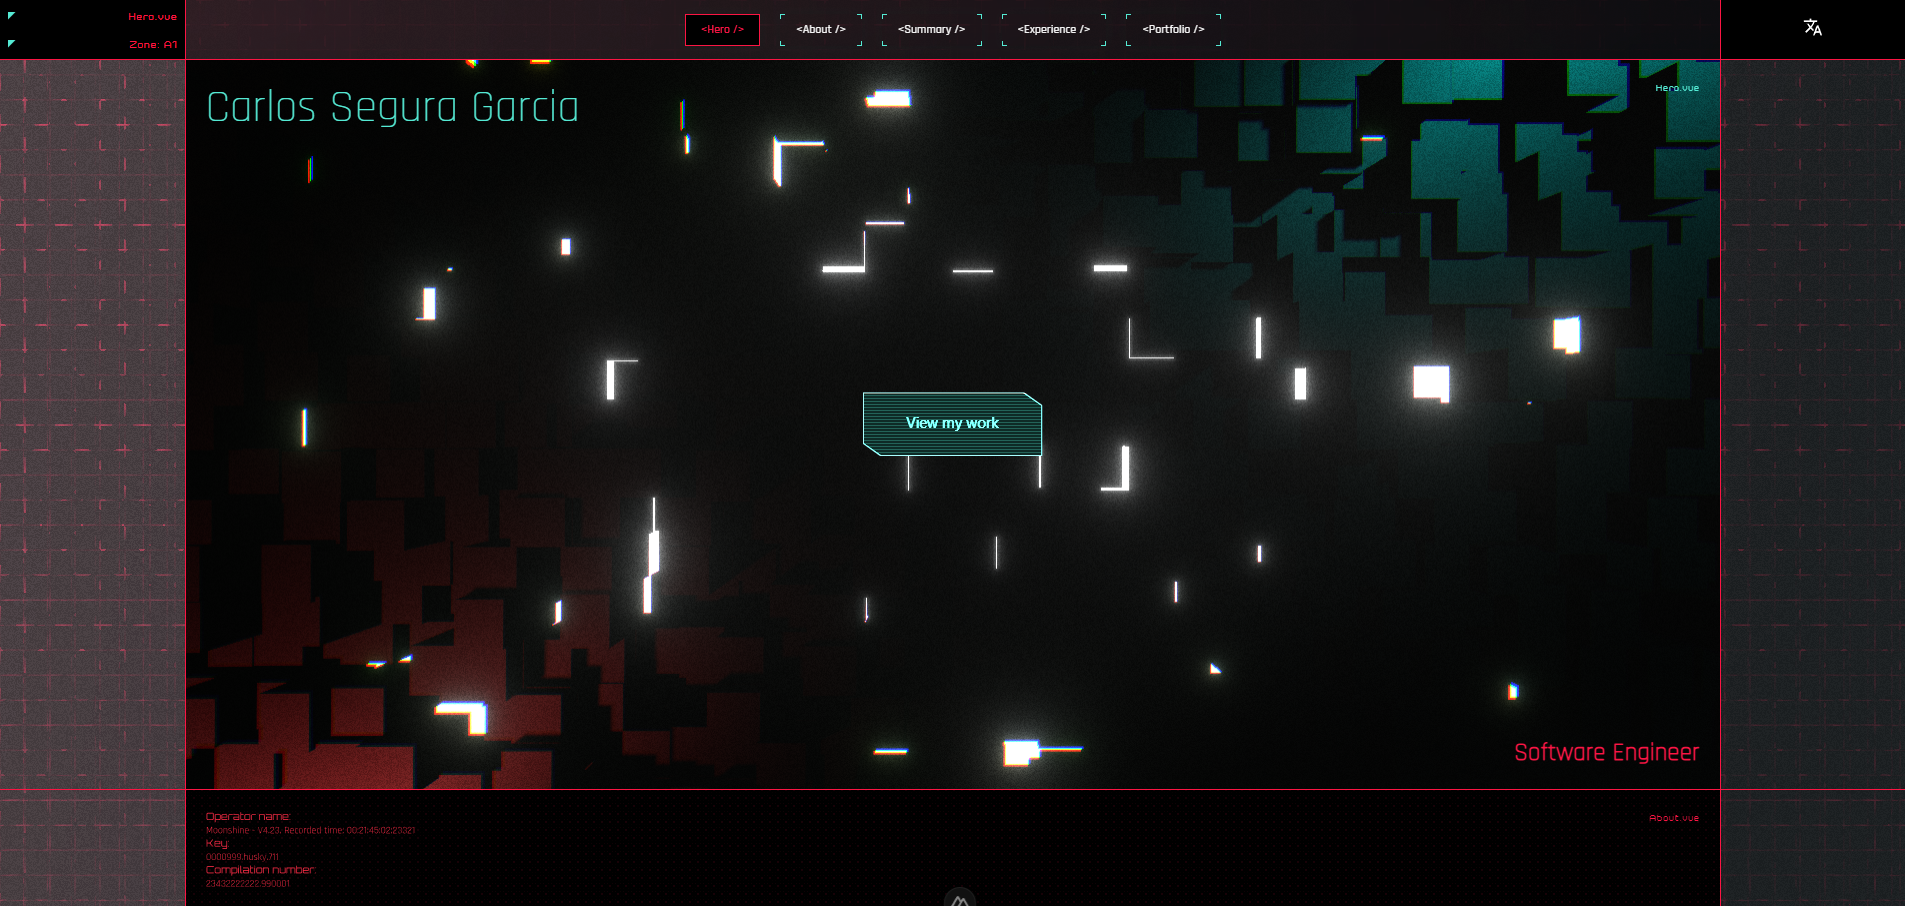 Hero.vue
Zone: A1
<Hero />
<About />
<Summary />
<Experience />
<Portfolio />
Carlos Segura Garcia
Hero.vue
View my work
Software Engineer
Operator name:
Moonshine - V4.23, Recorded time: 00:21:45:02:23321
Key:
0000999.husky.711
Compilation number:
23432222222.990001
About.vue